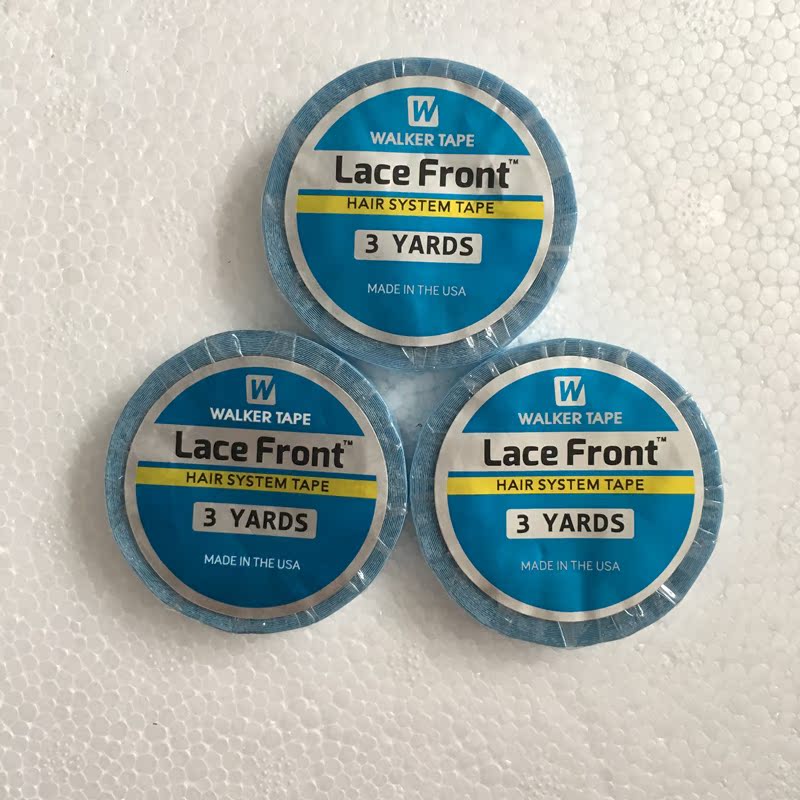 W
WALKER TAPE
Lace Front™
HAIR SYSTEM TAPE
3 YARDS
MADE IN THE USA
W
WALKER TAPE
Lace Front™
HAIR SYSTEM TAPE
3 YARDS
MADE IN THE USA
W
WALKER TAPE
Lace Front™
HAIR SYSTEM TAPE
3 YARDS
MADE IN THE USA